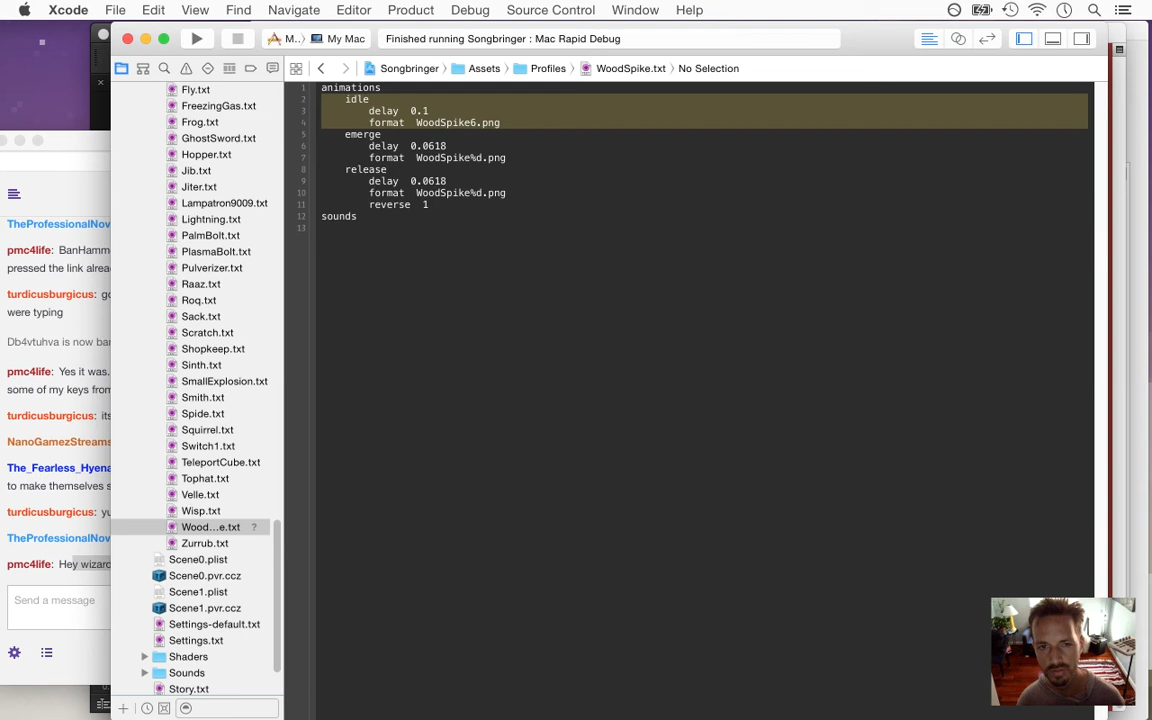 Xcode File Edit View Find Navigate Editor Product Debug Source Control Window Help
M.. My Mac Finished running Songbringer : Mac Rapid Debug
Songbringer Assets Profiles WoodSpike.txt No Selection
Fly.txt
FreezingGas.txt
Frog.txt
GhostSword.txt
Hopper.txt
Jib.txt
Jiter.txt
Lampatron9009.txt
Lightning.txt
PalmBolt.txt
PlasmaBolt.txt
Pulverizer.txt
Raaz.txt
Roq.txt
Sack.txt
Scratch.txt
Shopkeep.txt
Sinth.txt
SmallExplosion.txt
Smith.txt
Spide.txt
Squirrel.txt
Switch1.txt
TeleportCube.txt
Tophat.txt
Velle.txt
Wisp.txt
Wood...e.txt ?
Zurrub.txt
Scene0.plist
Scene0.pvr.ccz
Scene1.plist
Scene1.pvr.ccz
Settings-default.txt
Settings.txt
Shaders
Sounds
Story.txt
1 animations
2 idle
3 delay 0.1
4 format WoodSpike6.png
5 emerge
6 delay 0.0618
7 format WoodSpike%d.png
8 release
9 delay 0.0618
10 format WoodSpike%d.png
11 reverse 1
12 sounds
13
TheProfessionalNov
pmc4life: BanHamm
pressed the link alrea
turdicusburgicus: go
were typing
Db4vtuhva is now ban
pmc4life: Yes it was.
some of my keys from
turdicusburgicus: its
NanoGamezStreams
The_Fearless_Hyena
to make themselves s
turdicusburgicus: yu
TheProfessionalNov
pmc4life: Hey wizard
Send a message